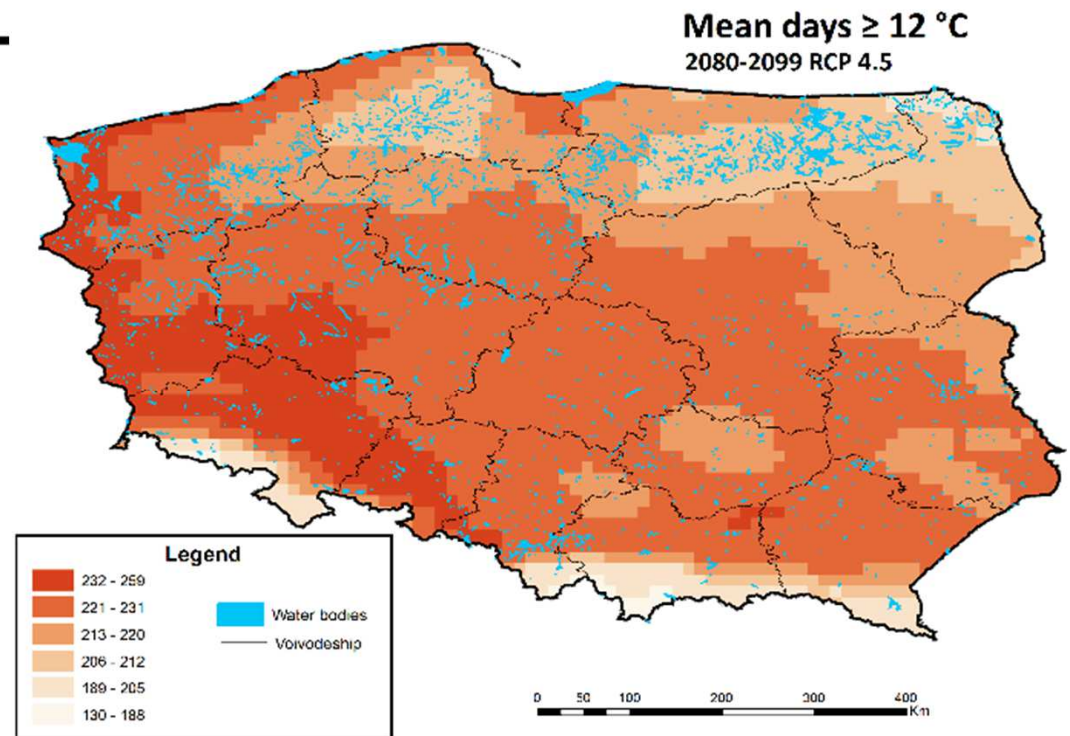 Mean days ≥ 12 °C
2080-2099 RCP 4.5
Legend
232 - 259
221 - 231
213 - 220
206 - 212
189 - 205
130 - 188
Water bodies
Voivodeship
0 50 100 200 300 400
Km